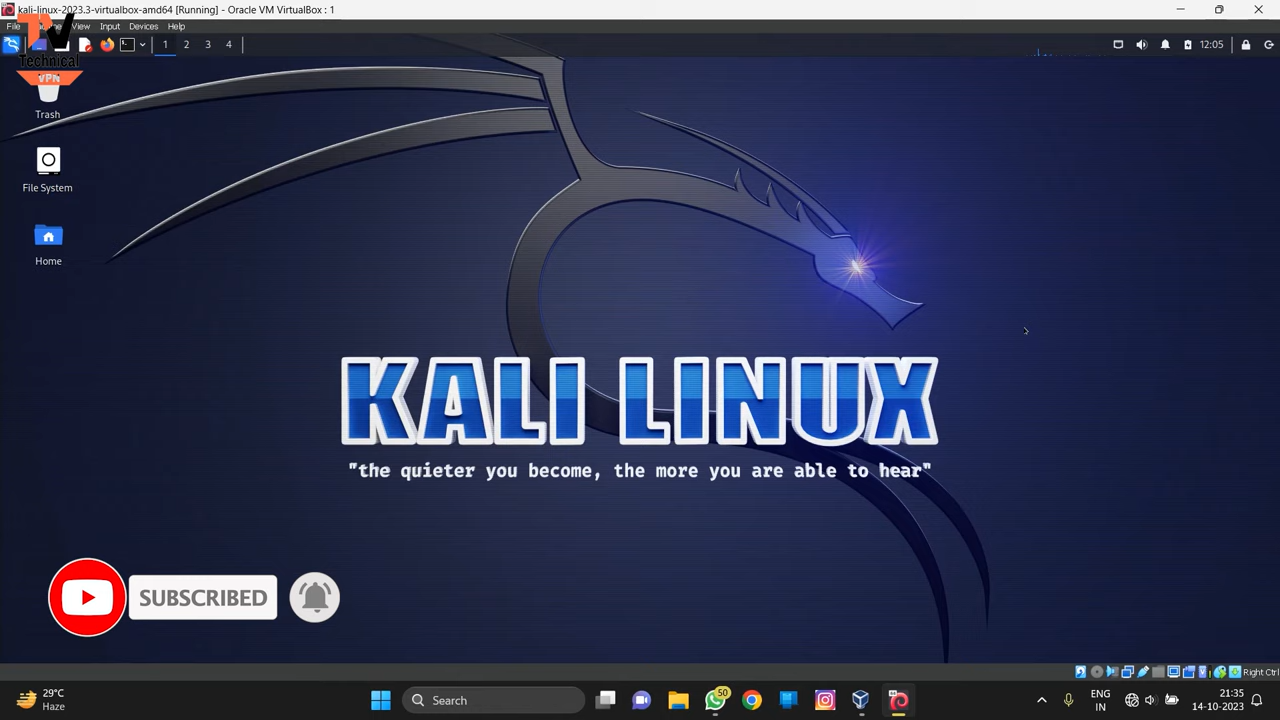 kali-linux-2023.3-virtualbox-amd64 [Running] - Oracle VM VirtualBox : 1
File
View
Input
Devices
Help
1
2
3
4
12:05
TV
Technical
VPN
Trash
File System
Home
KALI LINUX
"the quieter you become, the more you are able to hear"
SUBSCRIBED
Right Ctrl
29°C
Haze
Search
50
ENG
IN
21:35
14-10-2023